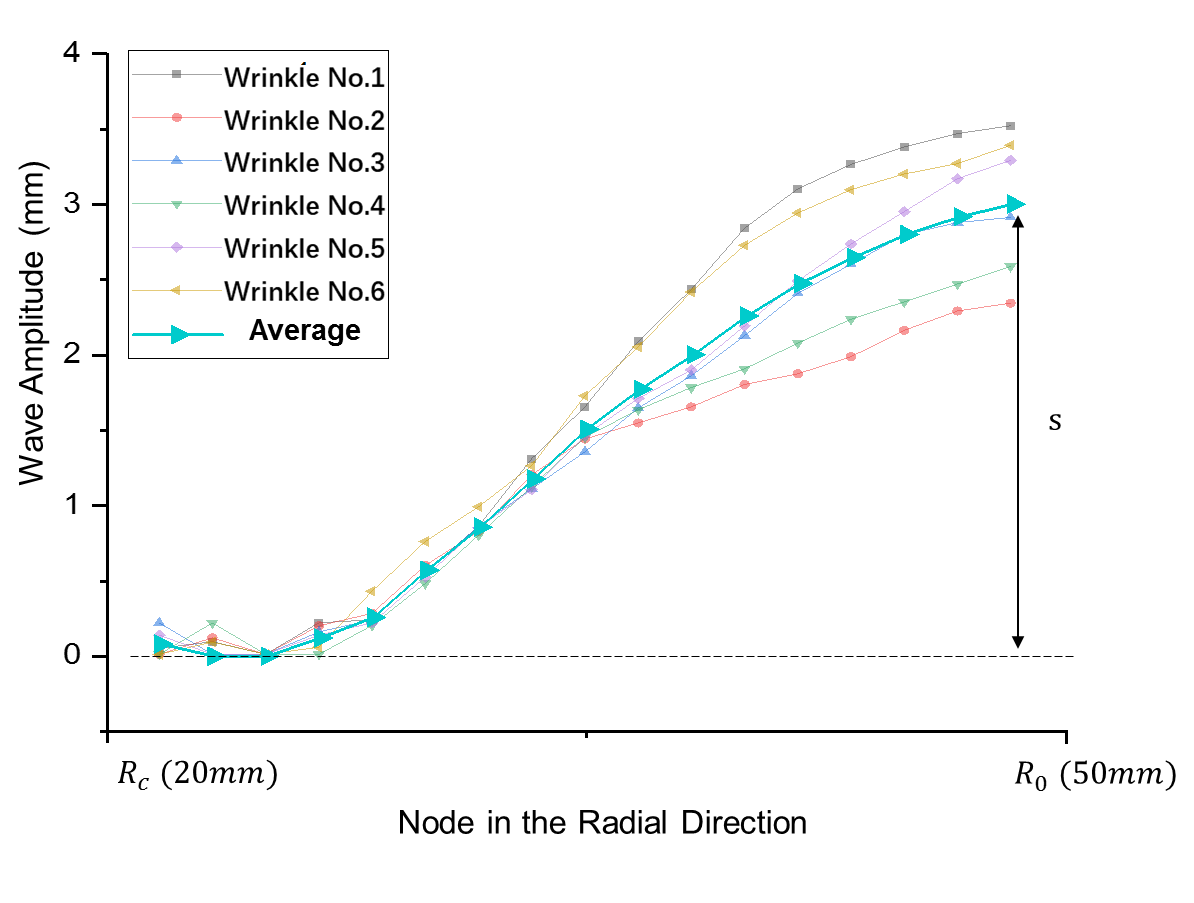 4
3
2
1
0
Wave Amplitude (mm)
Wrinkle No.1
Wrinkle No.2
Wrinkle No.3
Wrinkle No.4
Wrinkle No.5
Wrinkle No.6
Average
s
R_c (20mm)
R_0 (50mm)
Node in the Radial Direction